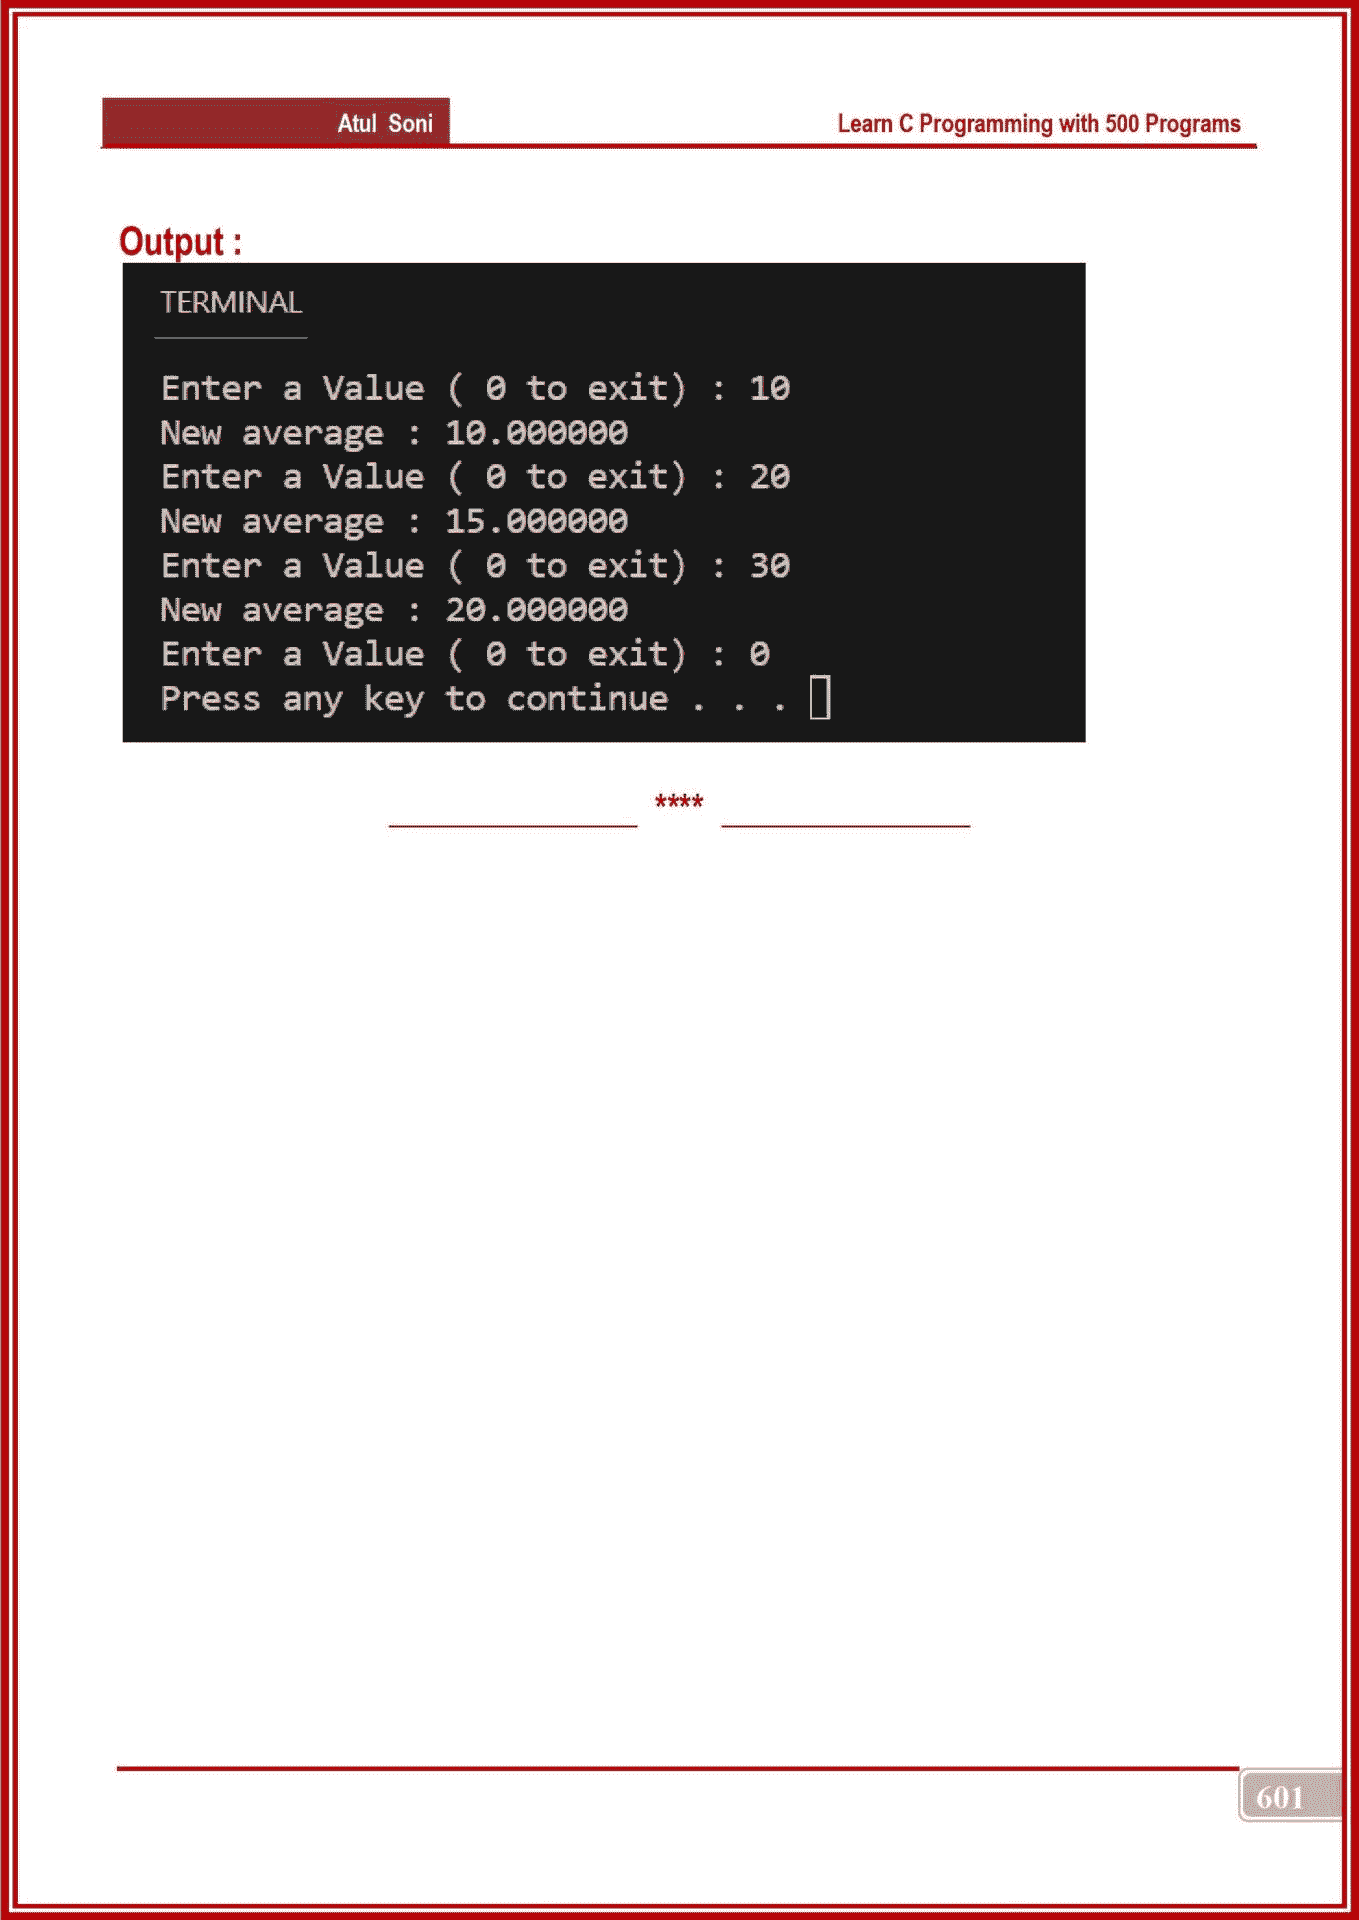 Atul Soni
Learn C Programming with 500 Programs
Output :
TERMINAL
Enter a Value ( 0 to exit) : 10
New average : 10.000000
Enter a Value ( 0 to exit) : 20
New average : 15.000000
Enter a Value ( 0 to exit) : 30
New average : 20.000000
Enter a Value ( 0 to exit) : 0
Press any key to continue . . .
****
601